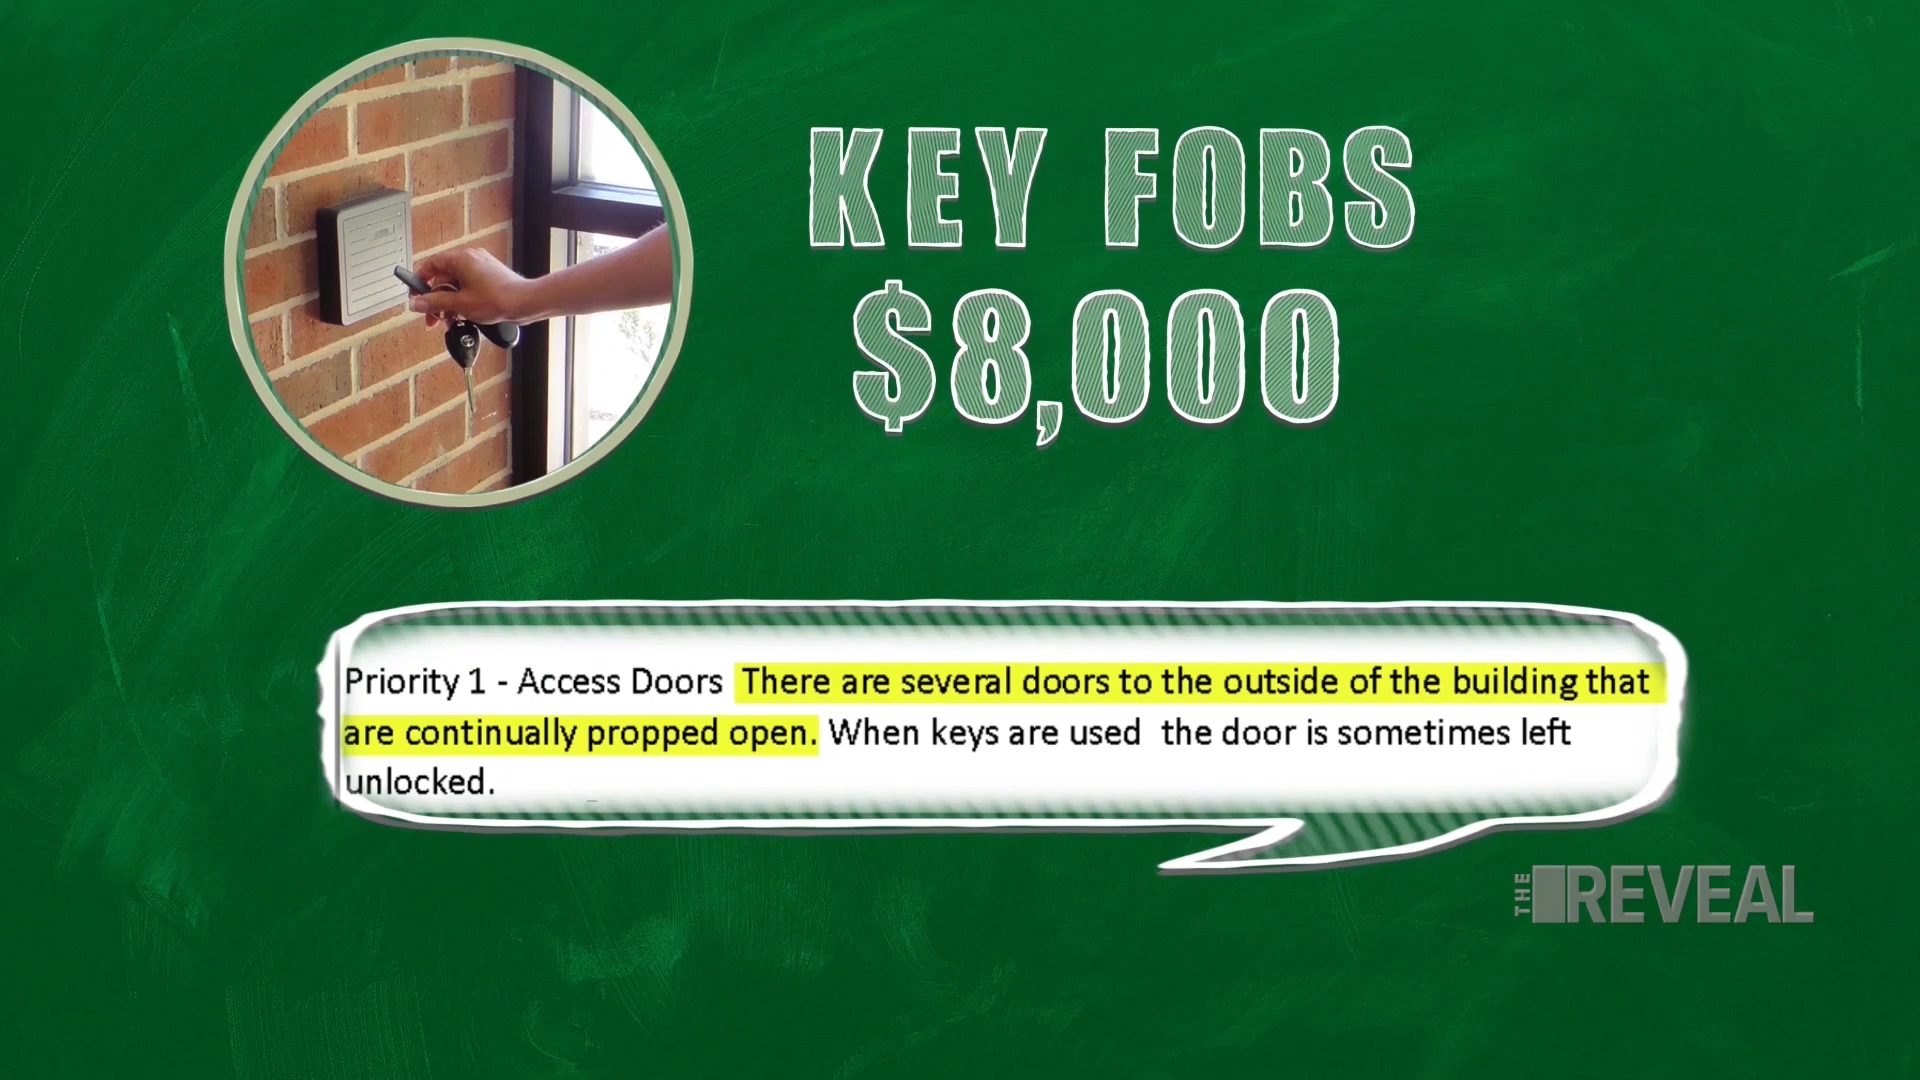 KEY FOBS
$8,000
Priority 1 - Access Doors There are several doors to the outside of the building that
are continually propped open. When keys are used the door is sometimes left
unlocked.
THE REVEAL